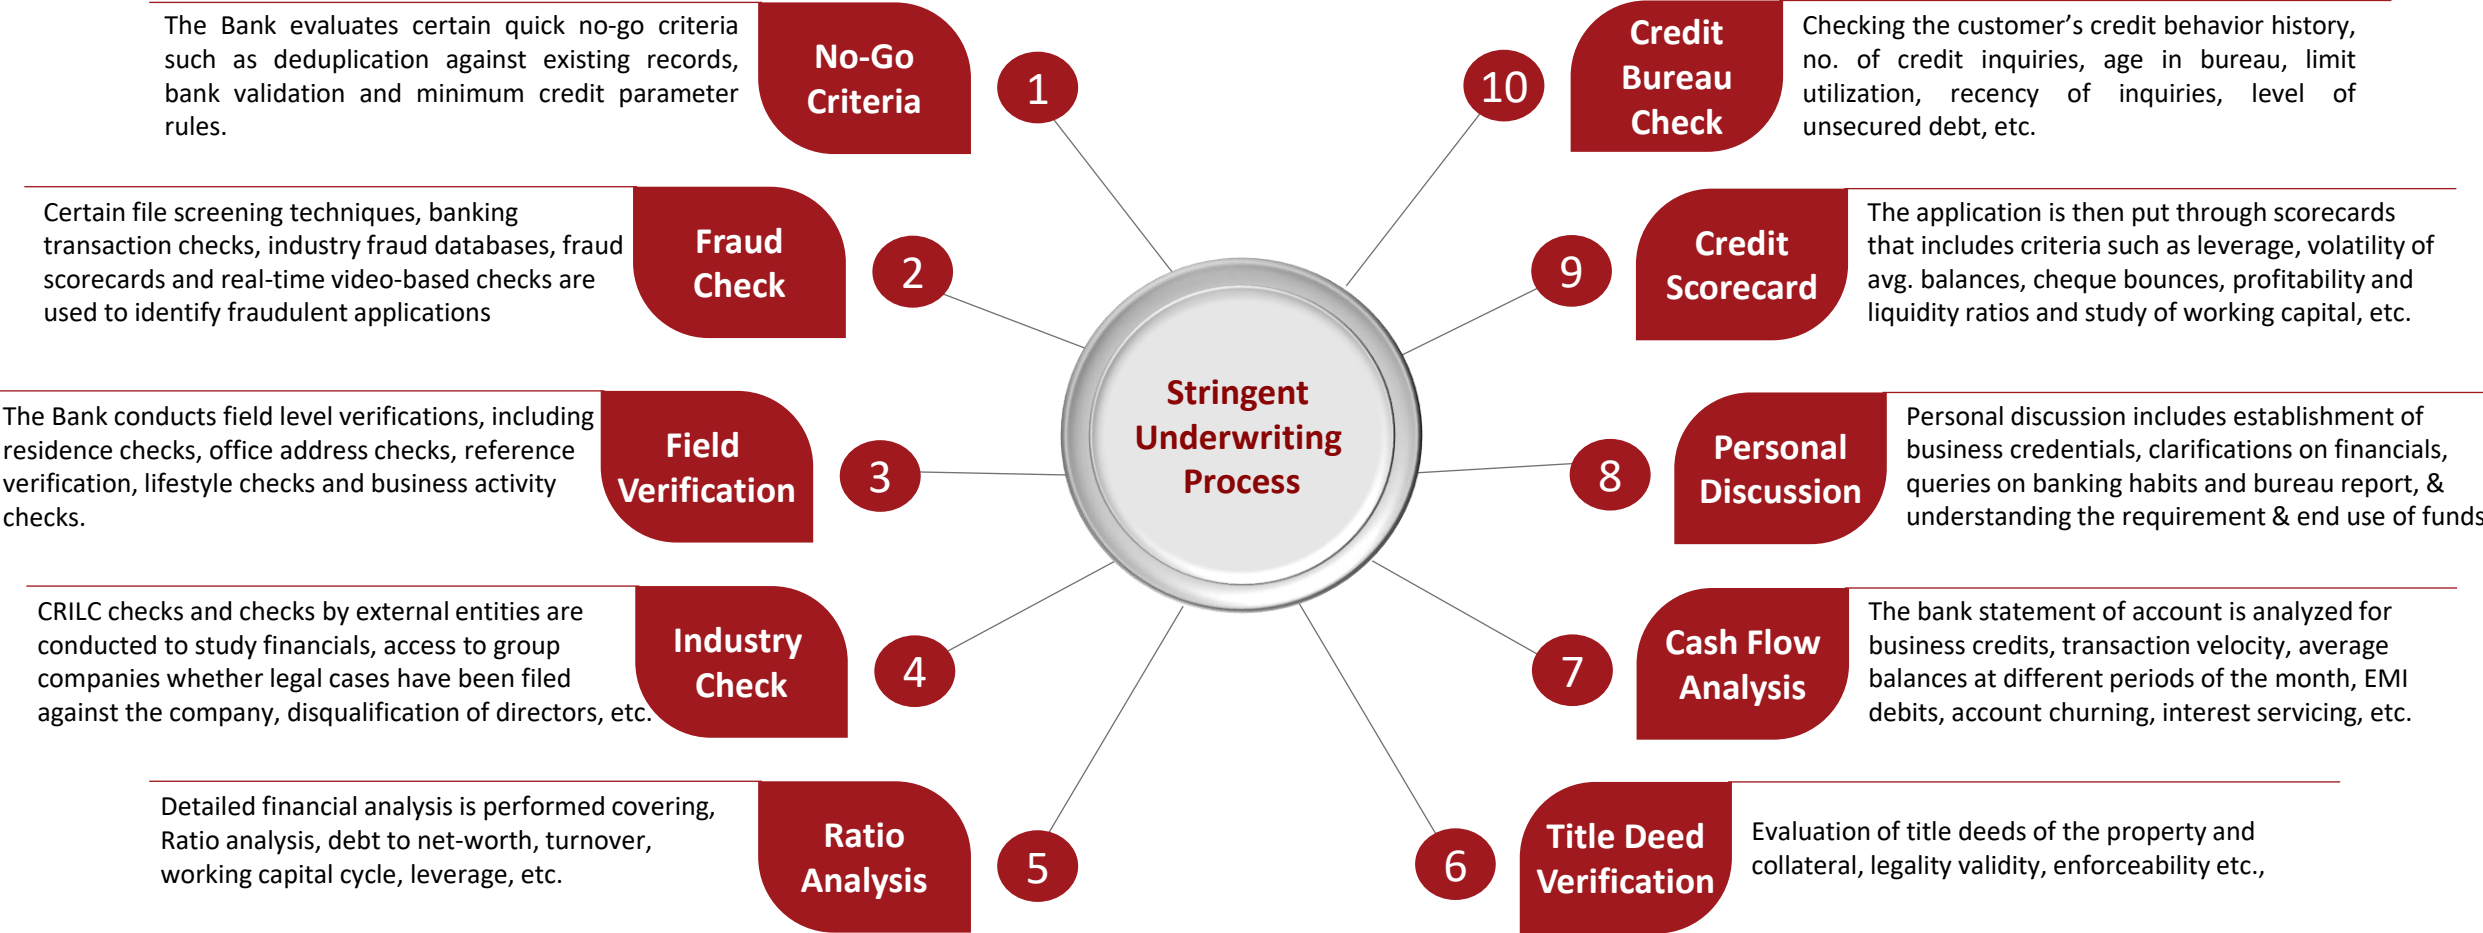 The Bank evaluates certain quick no-go criteria
such as deduplication against existing records,
bank validation and minimum credit parameter
rules.
No-Go
Criteria
1
Certain file screening techniques, banking
transaction checks, industry fraud databases, fraud
scorecards and real-time video-based checks are
used to identify fraudulent applications
Fraud
Check
2
The Bank conducts field level verifications, including
residence checks, office address checks, reference
verification, lifestyle checks and business activity
checks.
Field
Verification
3
CRILC checks and checks by external entities are
conducted to study financials, access to group
companies whether legal cases have been filed
against the company, disqualification of directors, etc.
Industry
Check
4
Detailed financial analysis is performed covering,
Ratio analysis, debt to net-worth, turnover,
working capital cycle, leverage, etc.
Ratio
Analysis
5
Stringent
Underwriting
Process
10
Credit
Bureau
Check
Checking the customer’s credit behavior history,
no. of credit inquiries, age in bureau, limit
utilization, recency of inquiries, level of
unsecured debt, etc.
9
Credit
Scorecard
The application is then put through scorecards
that includes criteria such as leverage, volatility of
avg. balances, cheque bounces, profitability and
liquidity ratios and study of working capital, etc.
8
Personal
Discussion
Personal discussion includes establishment of
business credentials, clarifications on financials,
queries on banking habits and bureau report, &
understanding the requirement & end use of funds
7
Cash Flow
Analysis
The bank statement of account is analyzed for
business credits, transaction velocity, average
balances at different periods of the month, EMI
debits, account churning, interest servicing, etc.
6
Title Deed
Verification
Evaluation of title deeds of the property and
collateral, legality validity, enforceability etc.,